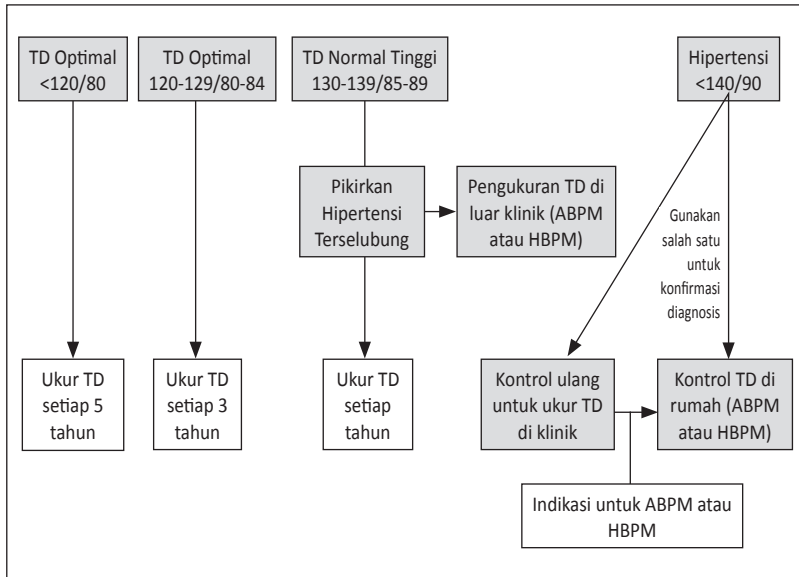 TD Optimal
<120/80
TD Optimal
120-129/80-84
TD Normal Tinggi
130-139/85-89
Hipertensi
<140/90
Pikirkan
Hipertensi
Terselubung
Pengukuran TD di
luar klinik (ABPM
atau HBPM)
Gunakan
salah satu
untuk
konfirmasi
diagnosis
Ukur TD
setiap 5
tahun
Ukur TD
setiap 3
tahun
Ukur TD
setiap
tahun
Kontrol ulang
untuk ukur TD
di klinik
Kontrol TD di
rumah (ABPM
atau HBPM)
Indikasi untuk ABPM atau
HBPM